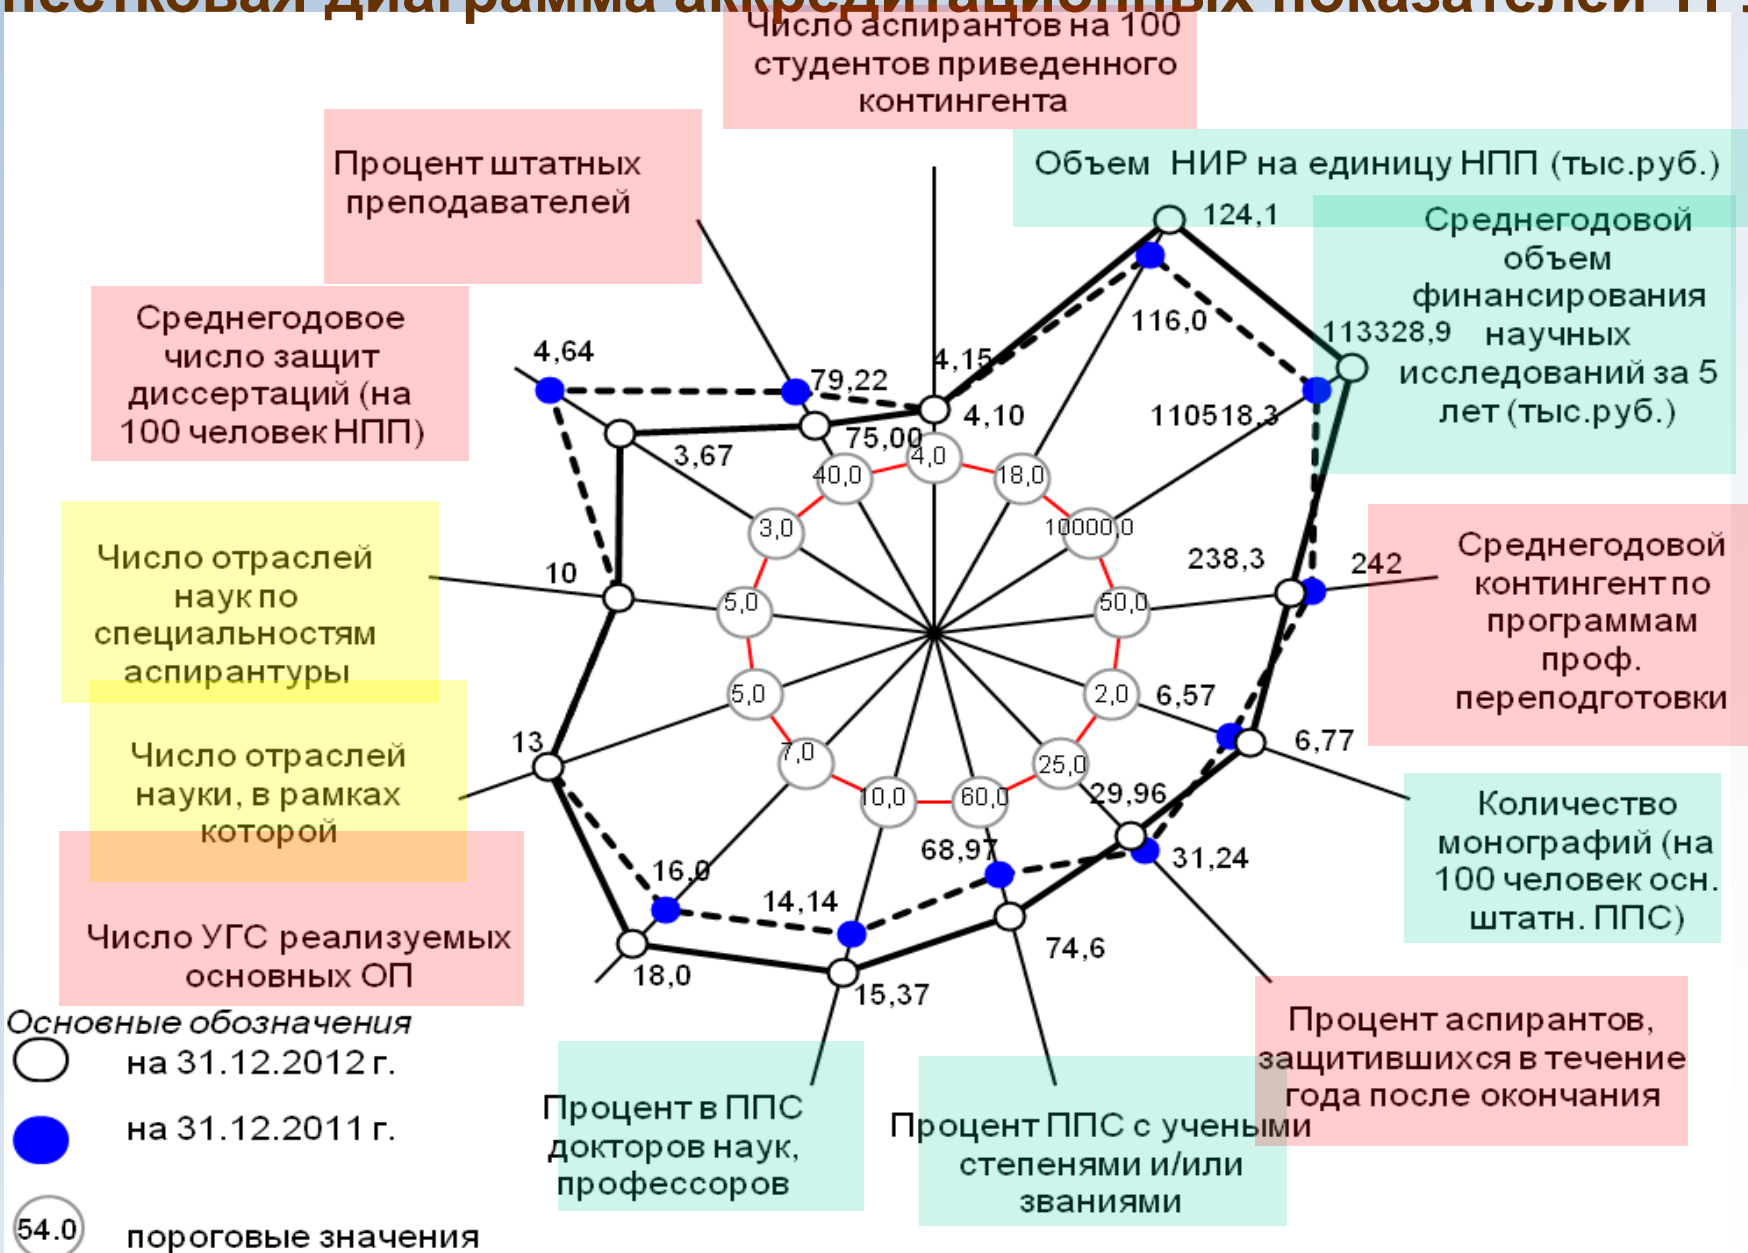 диаграмма аккредитационных показателей
Число аспирантов на 100
студентов приведенного
контингента
Процент штатных
преподавателей
Объем НИР на единицу НПП (тыс.руб.)
Среднегодовой
объем
финансирования
научных
исследований за 5
лет (тыс.руб.)
Среднегодовое
число защит
диссертаций (на
100 человек НПП)
124,1
116,0
113328,9
110518,3
4,64
79,22
4,15
4,10
75,00
3,67
4,0
40,0
18,0
3,0
10000,0
Число отраслей
наук по
специальностям
аспирантуры
10
5,0
50,0
238,3
242
Среднегодовой
контингент по
программам
проф.
переподготовки
5,0
2,0
6,57
6,77
13
Число отраслей
науки, в рамках
которой
7,0
25,0
10,0
60,0
29,96
31,24
68,97
16,0
14,14
Количество
монографий (на
100 человек осн.
штатн. ППС)
Число УГС реализуемых
основных ОП
18,0
15,37
74,6
Процент аспирантов,
защитившихся в течение
года после окончания
Процент в ППС
докторов наук,
профессоров
Процент ППС с учеными
степенями и/или
званиями
Основные обозначения
на 31.12.2012 г.
на 31.12.2011 г.
54.0
пороговые значения